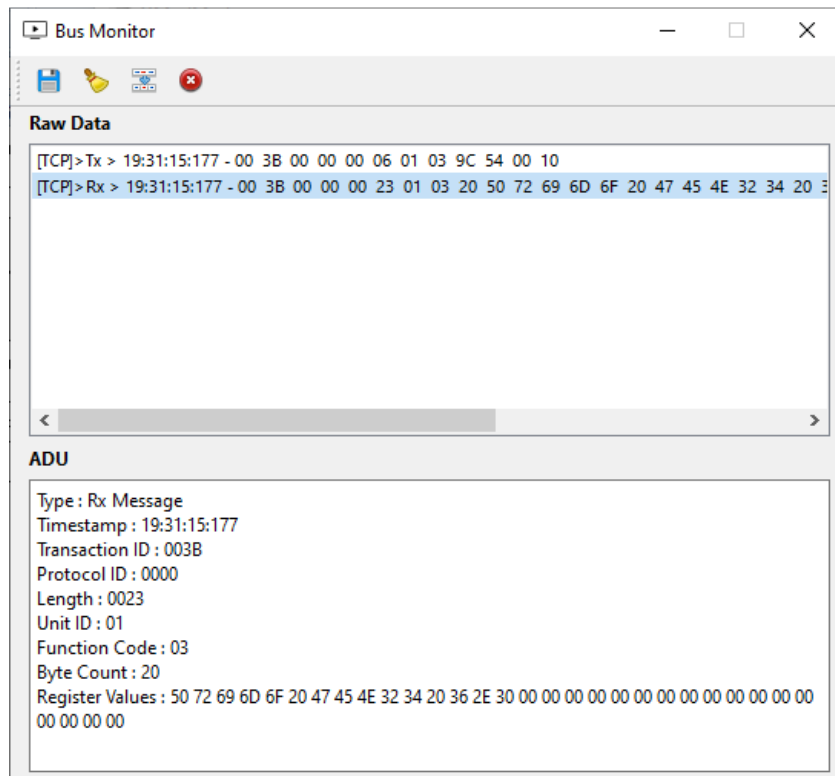 Bus Monitor
Raw Data
[TCP]>Tx > 19:31:15:177 - 00 3B 00 00 00 06 01 03 9C 54 00 10
[TCP]>Rx > 19:31:15:177 - 00 3B 00 00 00 23 01 03 20 50 72 69 6D 6F 20 47 45 4E 32 34 20
ADU
Type : Rx Message
Timestamp : 19:31:15:177
Transaction ID : 003B
Protocol ID : 0000
Length : 0023
Unit ID : 01
Function Code : 03
Byte Count : 20
Register Values : 50 72 69 6D 6F 20 47 45 4E 32 34 20 36 2E 30 00 00 00 00 00 00 00 00 00 00 00 00 00
00 00 00 00